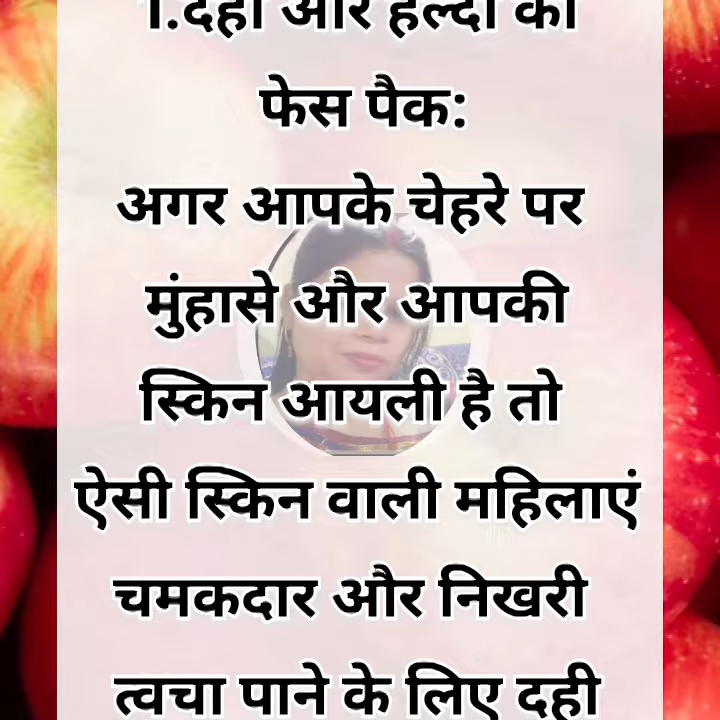 1.दही और हल्दी का
फेस पैक:
अगर आपके चेहरे पर
मुंहासे और आपकी
स्किन आयली है तो
ऐसी स्किन वाली महिलाएं
चमकदार और निखरी
त्वचा पाने के लिए दही